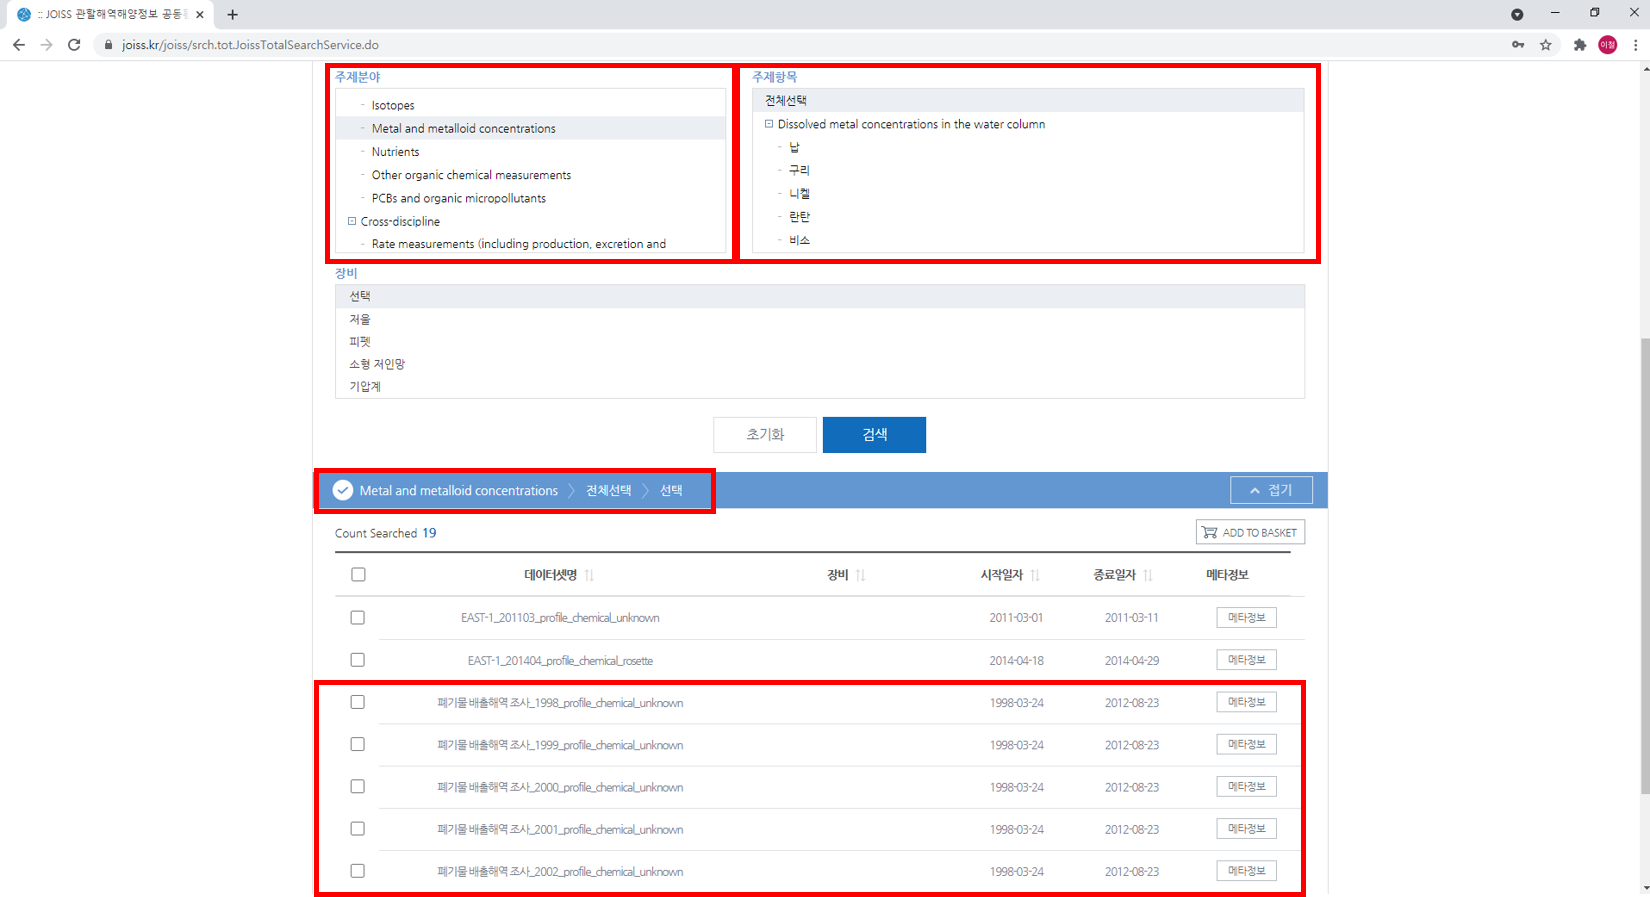 :: JOISS 관할해역해양정보 공동
joiss.kr/joiss/srch.tot.JoissTotalSearchService.do
이철
주제분야
Isotopes
Metal and metalloid concentrations
Nutrients
Other organic chemical measurements
PCBs and organic micropollutants
Cross-discipline
Rate measurements (including production, excretion and
주제항목
전체선택
Dissolved metal concentrations in the water column
납
구리
니켈
란탄
비소
장비
선택
저울
피펫
소형 저인망
기압계
초기화 검색
Metal and metalloid concentrations 전체선택 선택 접기
Count Searched 19 ADD TO BASKET
데이터셋명 장비 시작일자 종료일자 메타정보
EAST-1_201103_profile_chemical_unknown 2011-03-01 2011-03-11 메타정보
EAST-1_201404_profile_chemical_rosette 2014-04-18 2014-04-29 메타정보
폐기물 배출해역 조사_1998_profile_chemical_unknown 1998-03-24 2012-08-23 메타정보
폐기물 배출해역 조사_1999_profile_chemical_unknown 1998-03-24 2012-08-23 메타정보
폐기물 배출해역 조사_2000_profile_chemical_unknown 1998-03-24 2012-08-23 메타정보
폐기물 배출해역 조사_2001_profile_chemical_unknown 1998-03-24 2012-08-23 메타정보
폐기물 배출해역 조사_2002_profile_chemical_unknown 1998-03-24 2012-08-23 메타정보